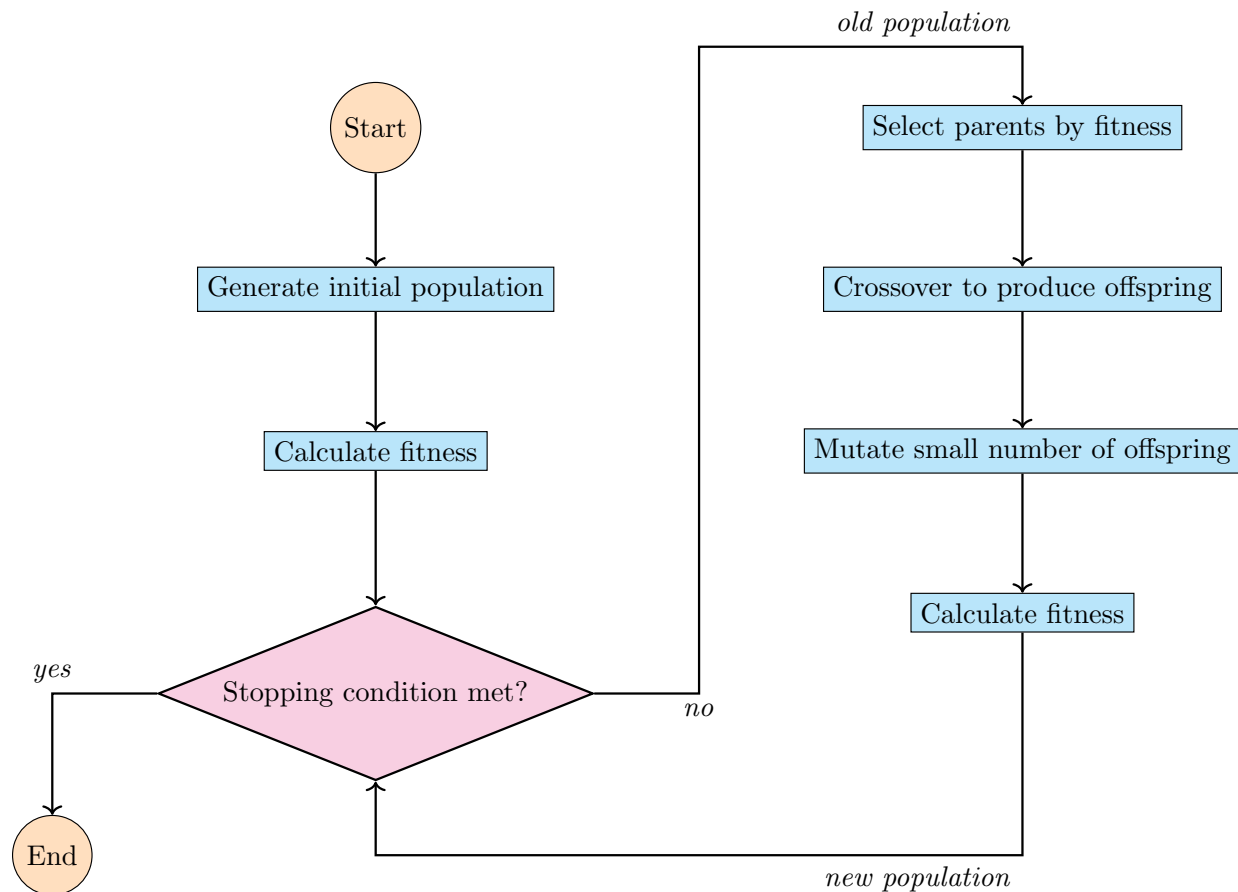 old population
Start
Select parents by fitness
Generate initial population
Crossover to produce offspring
Calculate fitness
Mutate small number of offspring
Calculate fitness
yes
Stopping condition met?
no
End
new population